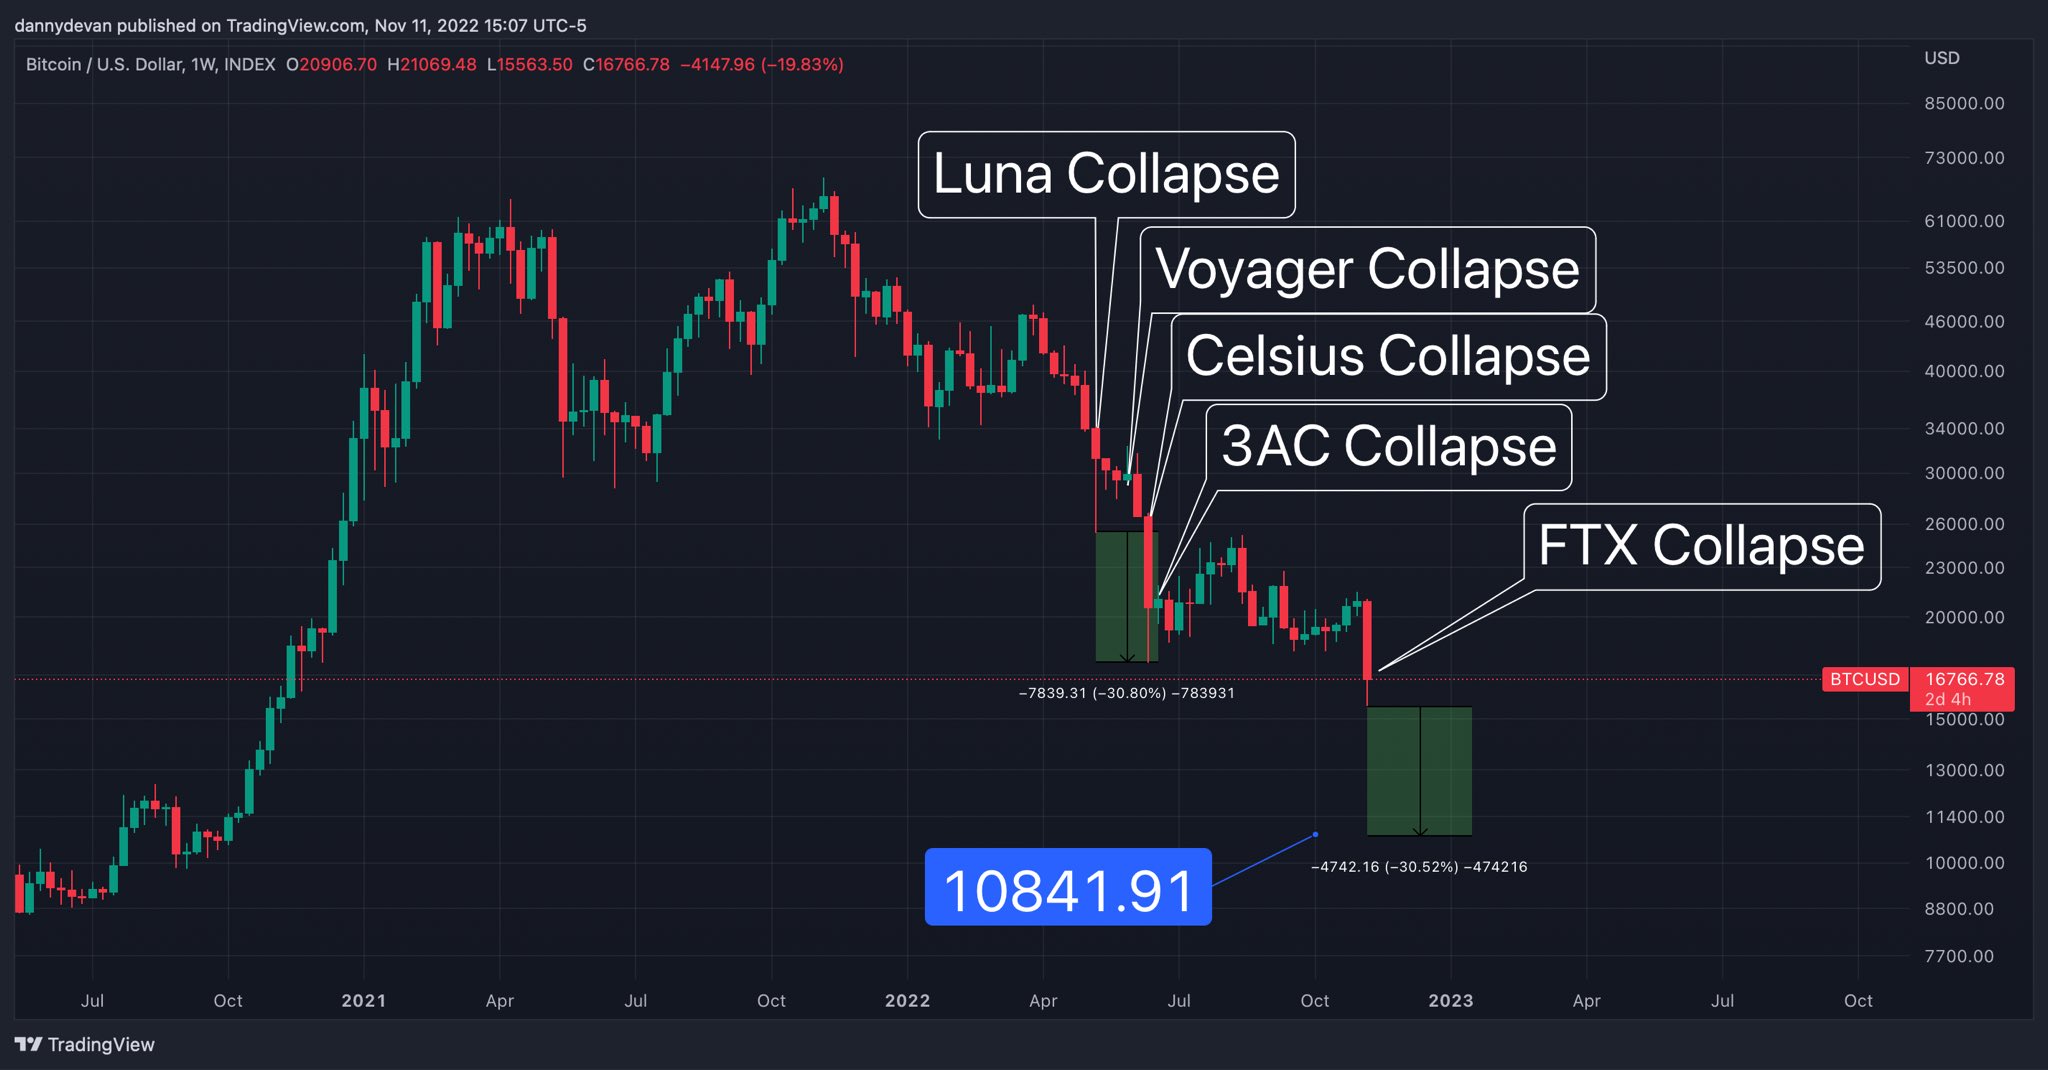 dannydevan published on TradingView.com, Nov 11, 2022 15:07 UTC-5
Bitcoin / U.S. Dollar, 1W, INDEX O20906.70 H21069.48 L15563.50 C16766.78 −4147.96 (−19.83%)
USD
85000.00
73000.00
61000.00
53500.00
46000.00
40000.00
34000.00
30000.00
26000.00
23000.00
20000.00
BTCUSD 16766.78
2d 4h
15000.00
13000.00
11400.00
10000.00
8800.00
7700.00
Luna Collapse
Voyager Collapse
Celsius Collapse
3AC Collapse
FTX Collapse
−7839.31 (−30.80%) −783931
−4742.16 (−30.52%) −474216
10841.91
Jul Oct 2021 Apr Jul Oct 2022 Apr Jul Oct 2023 Apr Jul Oct
TradingView